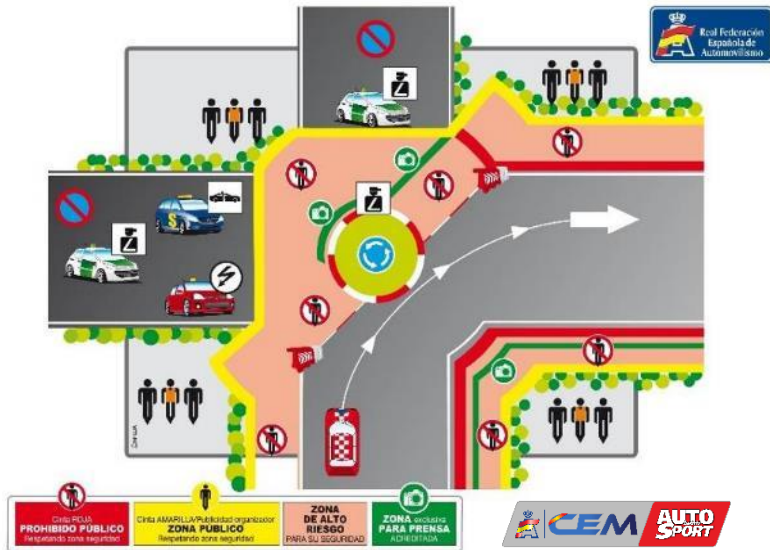 Real Federación
Española de
Automovilismo
S
Cinta ROJA
PROHIBIDO PÚBLICO
Respetando zona seguridad
Cinta AMARILLA/Publicidad organizador
ZONA PÚBLICO
Respetando zona seguridad
ZONA
DE ALTO
RIESGO
PARA SU SEGURIDAD
ZONA exclusiva
PARA PRENSA
ACREDITADA
CEM
AUTO
SPORT